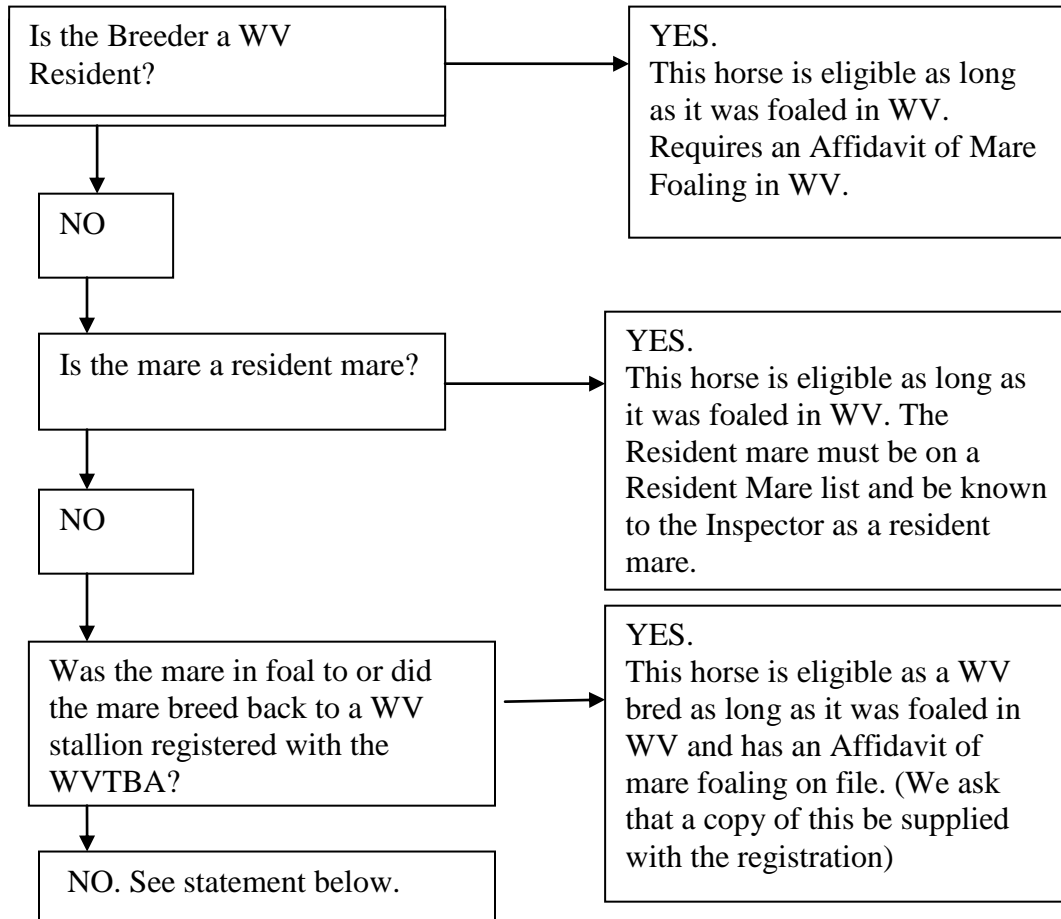 Is the Breeder a WV
Resident?
YES.
This horse is eligible as long
as it was foaled in WV.
Requires an Affidavit of Mare
Foaling in WV.
NO
Is the mare a resident mare?
YES.
This horse is eligible as long as
it was foaled in WV. The
Resident mare must be on a
Resident Mare list and be known
to the Inspector as a resident
mare.
NO
Was the mare in foal to or did
the mare breed back to a WV
stallion registered with the
WVTBA?
YES.
This horse is eligible as a WV
bred as long as it was foaled in
WV and has an Affidavit of
mare foaling on file. (We ask
that a copy of this be supplied
with the registration)
NO. See statement below.